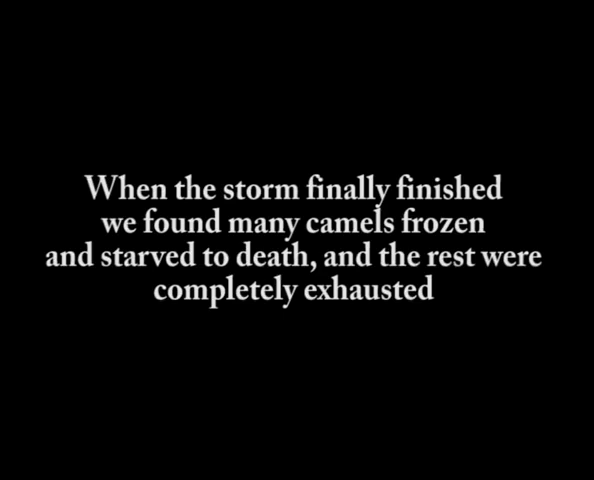 When the storm finally finished
we found many camels frozen
and starved to death, and the rest were
completely exhausted